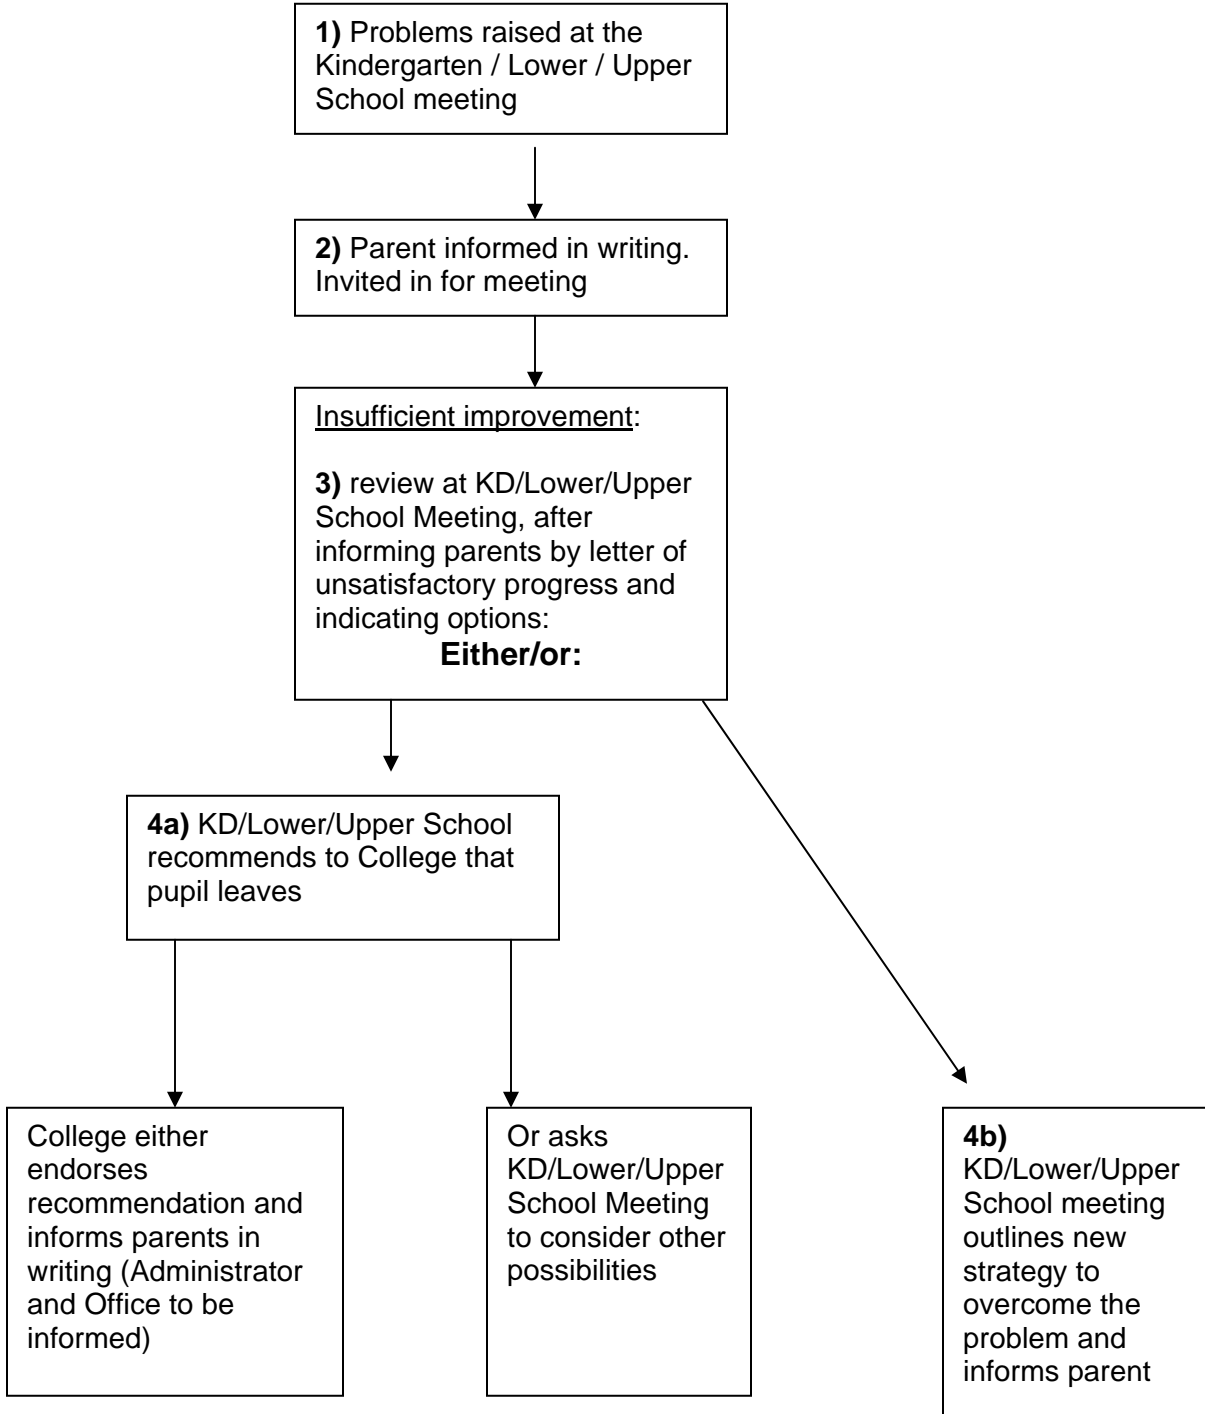 1) Problems raised at the
Kindergarten / Lower / Upper
School meeting
2) Parent informed in writing.
Invited in for meeting
Insufficient improvement:
3) review at KD/Lower/Upper
School Meeting, after
informing parents by letter of
unsatisfactory progress and
indicating options:
Either/or:
4a) KD/Lower/Upper School
recommends to College that
pupil leaves
College either
endorses
recommendation and
informs parents in
writing (Administrator
and Office to be
informed)
Or asks
KD/Lower/Upper
School Meeting
to consider other
possibilities
4b)
KD/Lower/Upper
School meeting
outlines new
strategy to
overcome the
problem and
informs parent